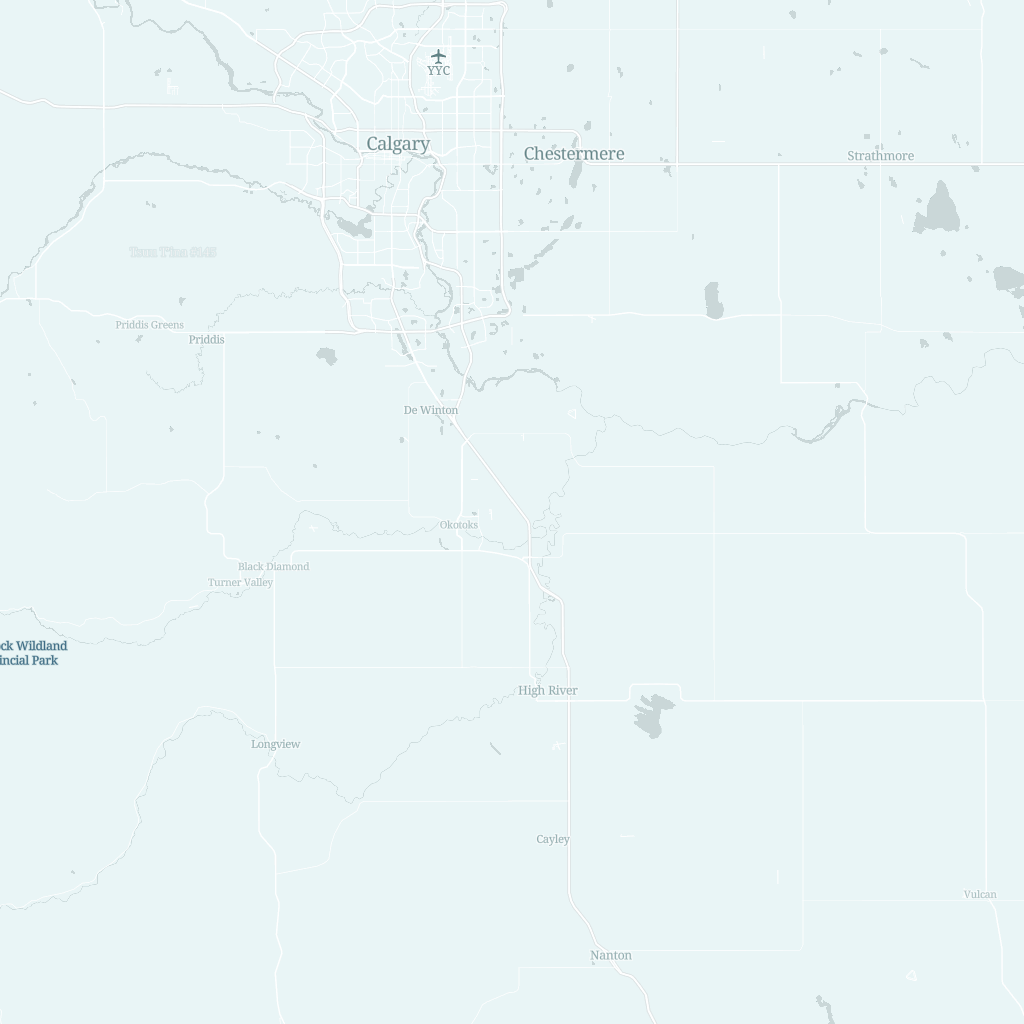 YYC
Calgary
Chestermere
Strathmore
Priddis Greens
Priddis
De Winton
Okotoks
Black Diamond
Turner Valley
ck Wildland
incial Park
High River
Longview
Cayley
Vulcan
Nanton